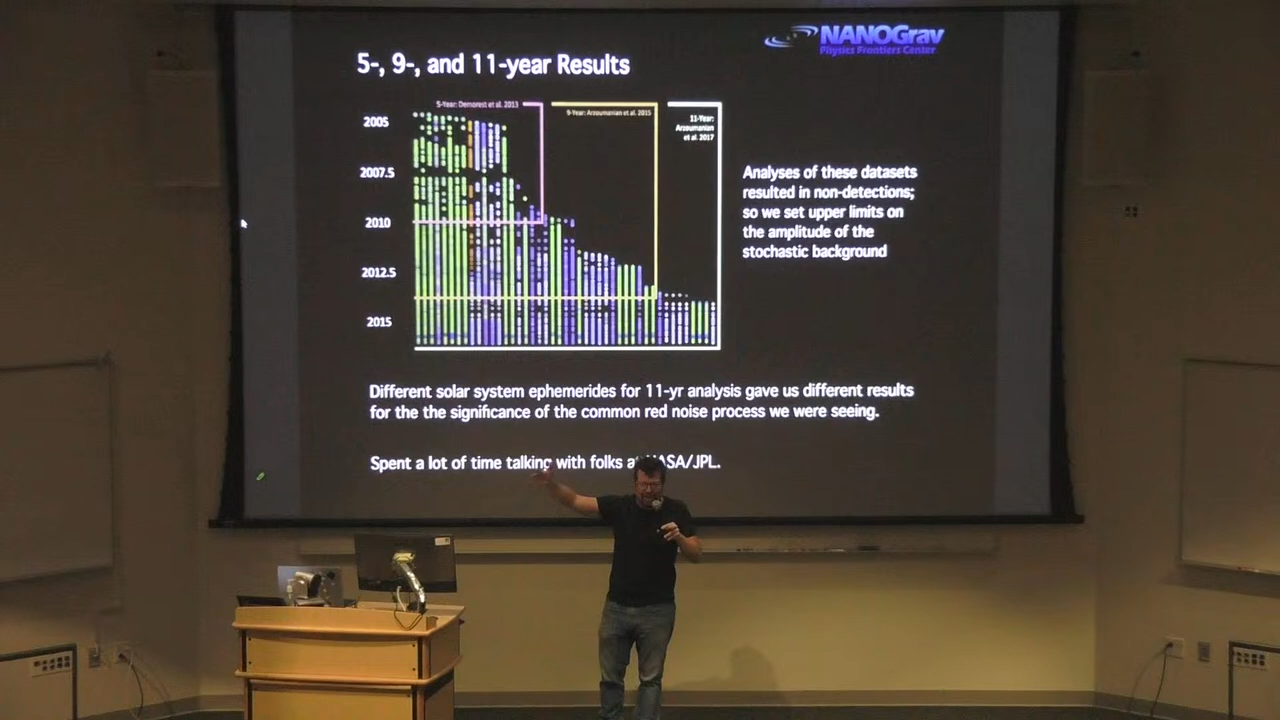 NANOGrav
Physics Frontiers Center
5-, 9-, and 11-year Results
5-Year: Demorest et al. 2013
9-Year: Arzoumanian et al. 2015
11-Year:
Arzoumanian
et al. 2017
2005
2007.5
2010
2012.5
2015
Analyses of these datasets
resulted in non-detections;
so we set upper limits on
the amplitude of the
stochastic background
Different solar system ephemerides for 11-yr analysis gave us different results
for the the significance of the common red noise process we were seeing.
Spent a lot of time talking with folks at NASA/JPL.